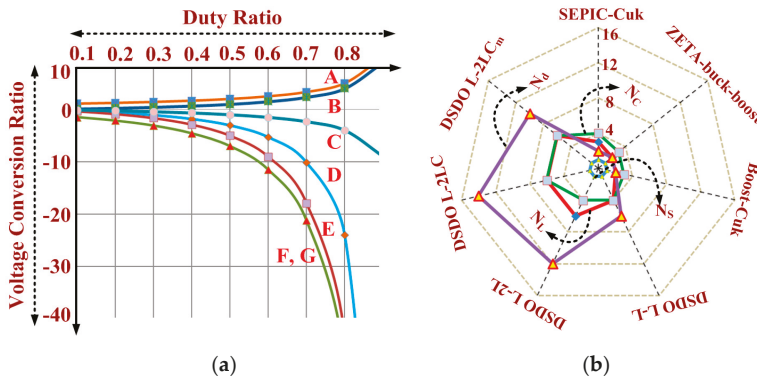 Duty Ratio
0.1 0.2 0.3 0.4 0.5 0.6 0.7 0.8
Voltage Conversion Ratio
10
0
-10
-20
-30
-40
A
B
C
D
E
F, G
(a)
SEPIC-Cuk
16
12
8
4
ZETA-buck-boost
Boost-Cuk
DSDO L-L
DSDO L-2L
DSDO L-2LC
DSDO L-2LCm
Nd
NC
NS
NL
(b)